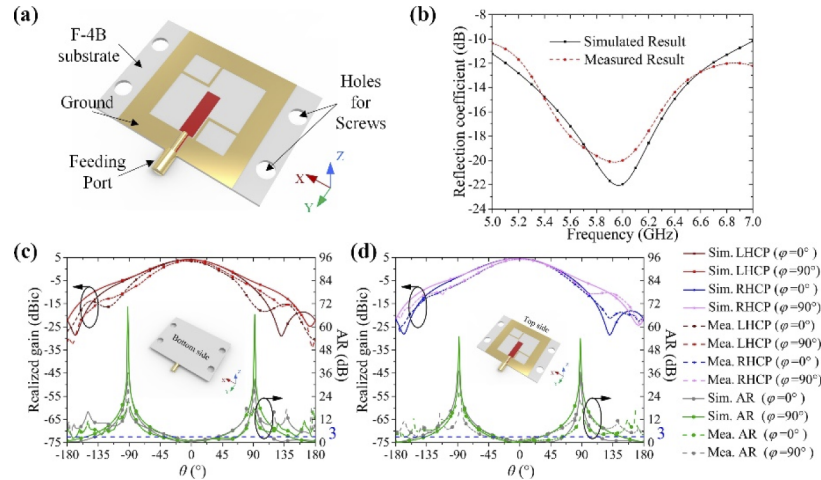 (a)
F-4B
substrate
Ground
Feeding
Port
Holes
for
Screws
Z
X
Y
(b)
Reflection coefficient (dB)
-8
-10
-12
-14
-16
-18
-20
-22
-24
Simulated Result
Measured Result
5.0 5.2 5.4 5.6 5.8 6.0 6.2 6.4 6.6 6.8 7.0
Frequency (GHz)
(c)
Realized gain (dBic)
5
-5
-15
-25
-35
-45
-55
-65
-75
Bottom side
96
84
72
60
48
36
24
12
0
3
AR (dB)
-180 -135 -90 -45 0 45 90 135 180
θ (°)
(d)
Realized gain (dBic)
5
-5
-15
-25
-35
-45
-55
-65
-75
Top side
96
84
72
60
48
36
24
12
0
3
AR (dB)
-180 -135 -90 -45 0 45 90 135 180
θ (°)
Sim. LHCP (φ=0°)
Sim. LHCP (φ=90°)
Sim. RHCP (φ=0°)
Sim. RHCP (φ=90°)
Mea. LHCP (φ=0°)
Mea. LHCP (φ=90°)
Mea. RHCP (φ=0°)
Mea. RHCP (φ=90°)
Sim. AR (φ=0°)
Sim. AR (φ=90°)
Mea. AR (φ=0°)
Mea. AR (φ=90°)